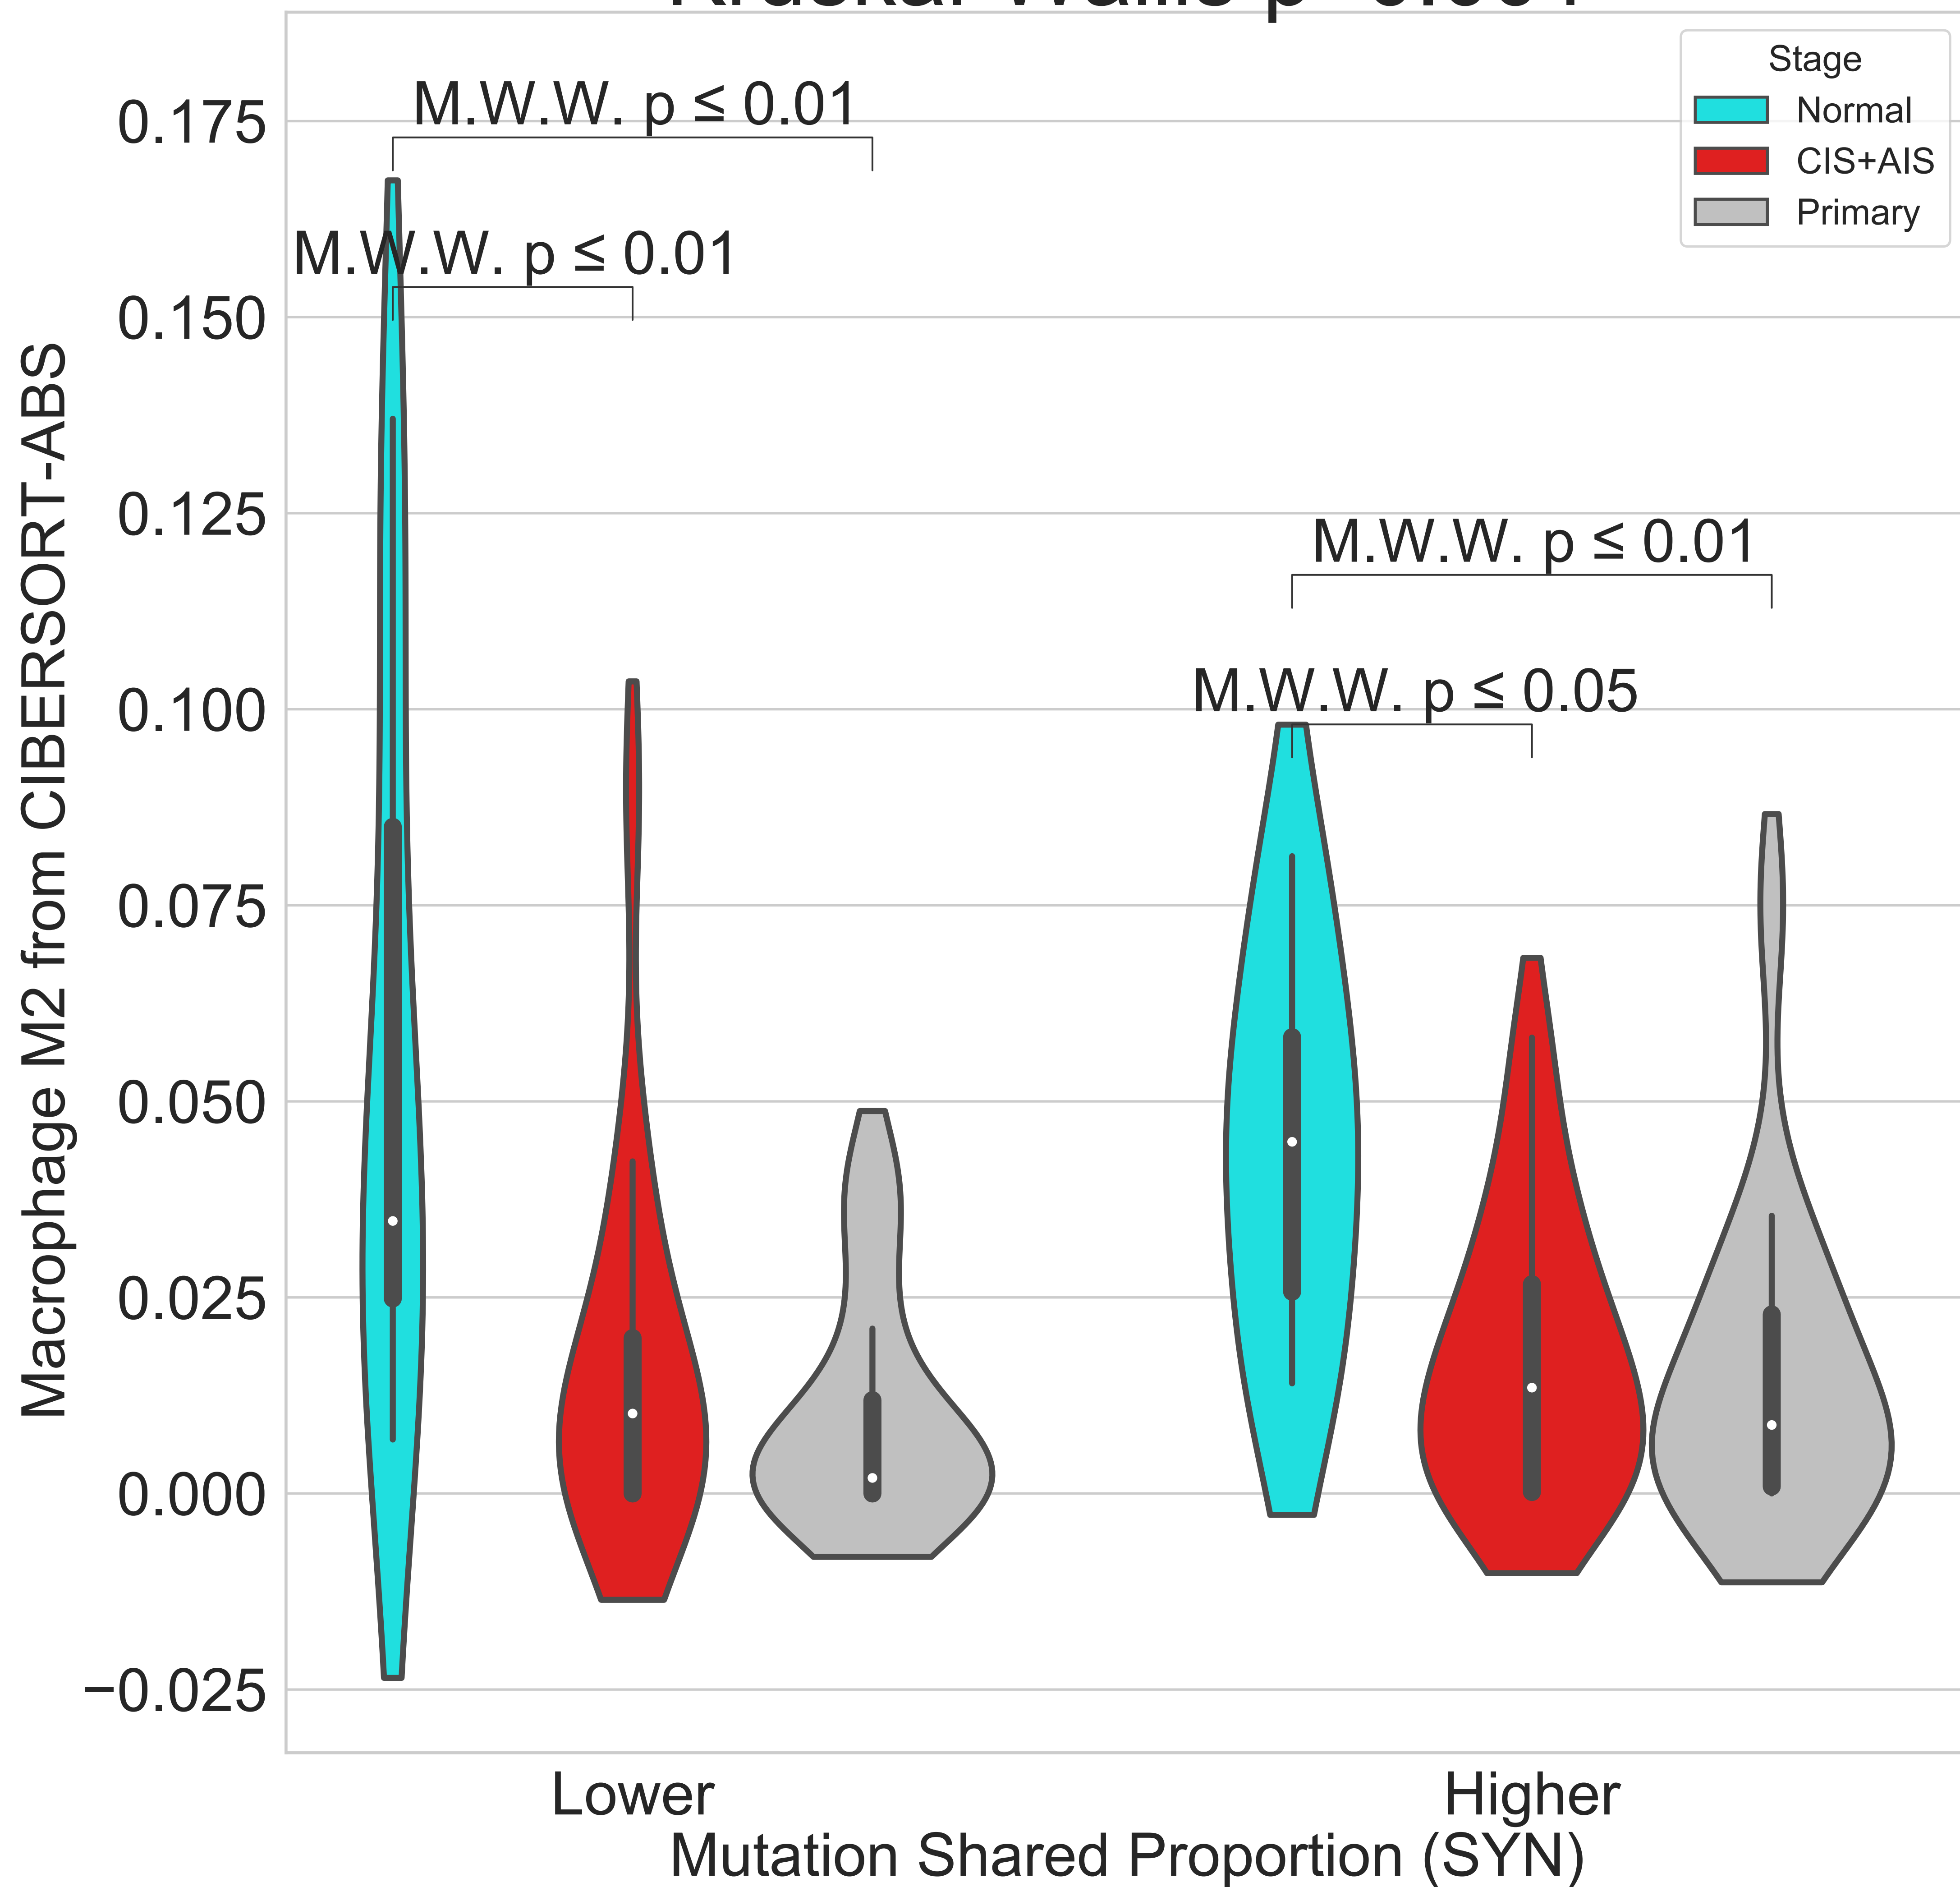 Stage
Normal
CIS+AIS
Primary
M.W.W. p ≤ 0.01
M.W.W. p ≤ 0.01
M.W.W. p ≤ 0.01
M.W.W. p ≤ 0.05
Macrophage M2 from CIBERSORT-ABS
0.175
0.150
0.125
0.100
0.075
0.050
0.025
0.000
−0.025
Lower
Higher
Mutation Shared Proportion (SYN)